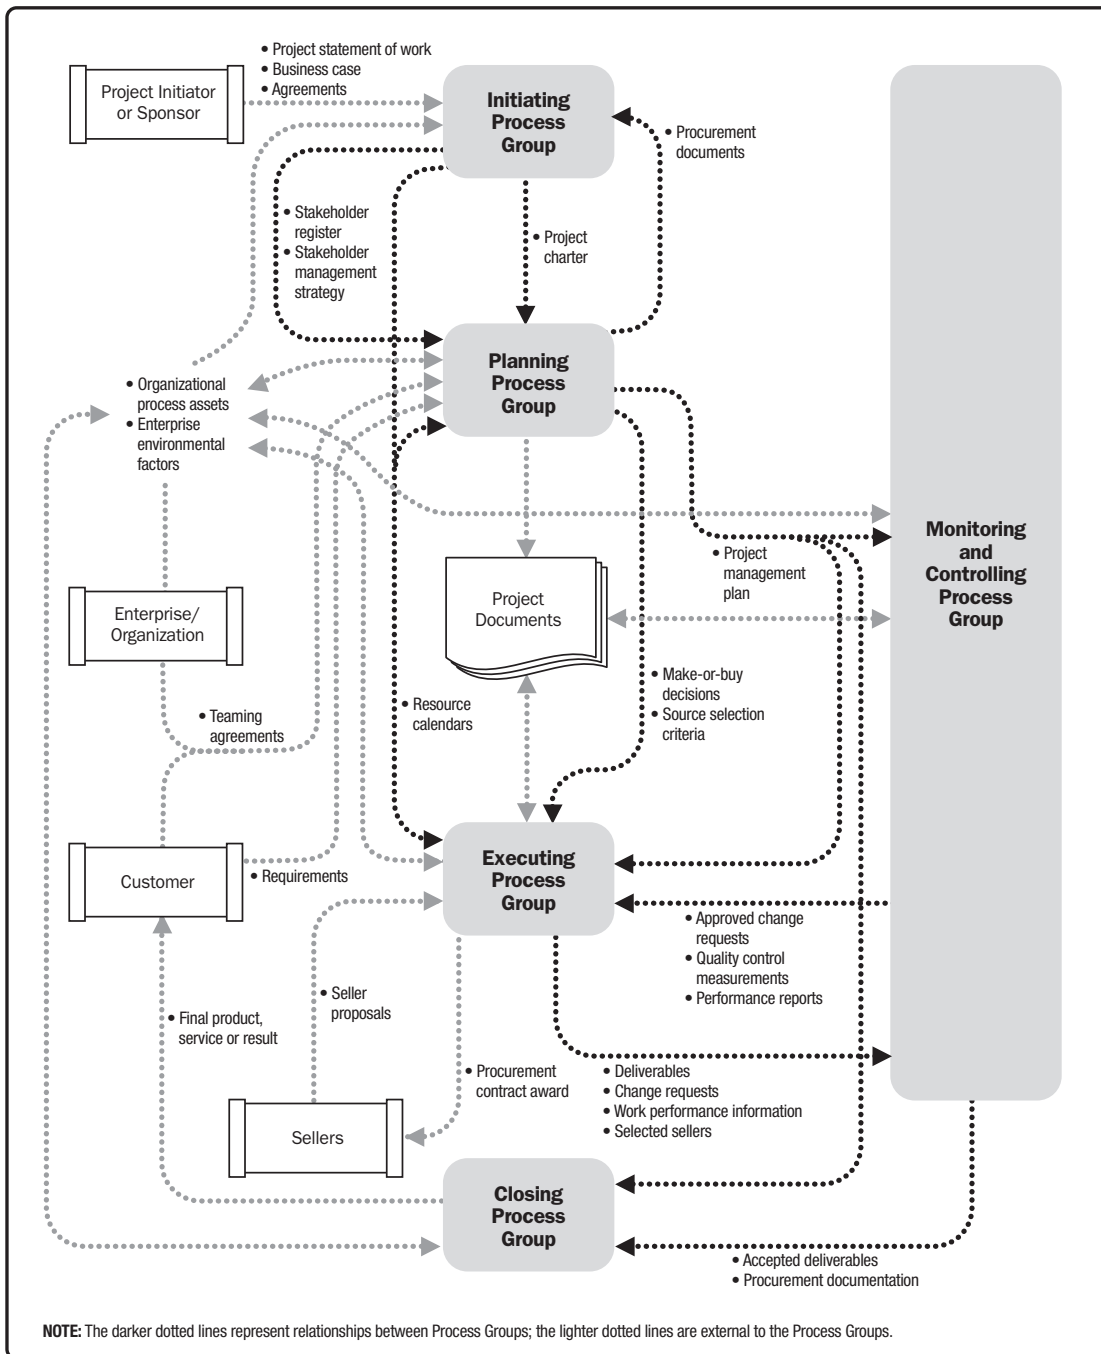 • Project statement of work
• Business case
• Agreements
Project Initiator
or Sponsor
Initiating
Process
Group
• Procurement
documents
• Stakeholder
register
• Stakeholder
management
strategy
• Project
charter
Planning
Process
Group
• Organizational
process assets
• Enterprise
environmental
factors
Monitoring
and
Controlling
Process
Group
• Project
management
plan
Project
Documents
Enterprise/
Organization
• Make-or-buy
decisions
• Source selection
criteria
• Resource
calendars
• Teaming
agreements
Executing
Process
Group
Customer
• Requirements
• Approved change
requests
• Quality control
measurements
• Performance reports
• Seller
proposals
• Final product,
service or result
• Procurement
contract award
• Deliverables
• Change requests
• Work performance information
• Selected sellers
Sellers
Closing
Process
Group
• Accepted deliverables
• Procurement documentation
NOTE: The darker dotted lines represent relationships between Process Groups; the lighter dotted lines are external to the Process Groups.